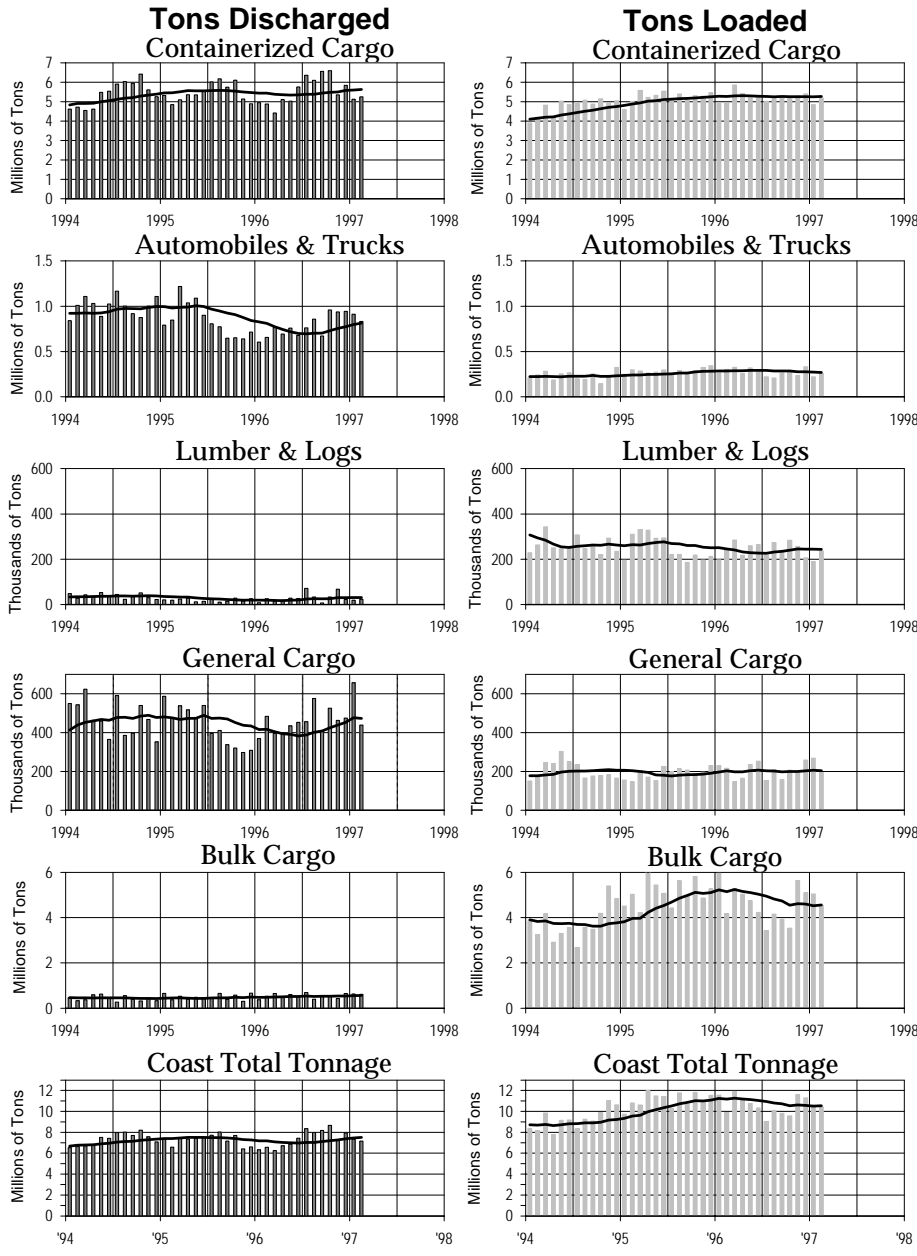 Tons Discharged
Containerized Cargo
Millions of Tons
7
6
5
4
3
2
1
0
1994 1995 1996 1997 1998
Automobiles & Trucks
Millions of Tons
1.5
1.0
0.5
0.0
1994 1995 1996 1997 1998
Lumber & Logs
Thousands of Tons
600
400
200
0
1994 1995 1996 1997 1998
General Cargo
Thousands of Tons
600
400
200
0
1994 1995 1996 1997 1998
Bulk Cargo
Millions of Tons
6
4
2
0
1994 1995 1996 1997 1998
Coast Total Tonnage
Millions of Tons
12
10
8
6
4
2
0
'94 '95 '96 '97 '98
Tons Loaded
Containerized Cargo
Millions of Tons
7
6
5
4
3
2
1
0
1994 1995 1996 1997 1998
Automobiles & Trucks
Millions of Tons
1.5
1.0
0.5
0.0
1994 1995 1996 1997 1998
Lumber & Logs
Thousands of Tons
600
400
200
0
1994 1995 1996 1997 1998
General Cargo
Thousands of Tons
600
400
200
0
1994 1995 1996 1997 1998
Bulk Cargo
Millions of Tons
6
4
2
0
1994 1995 1996 1997 1998
Coast Total Tonnage
Millions of Tons
12
10
8
6
4
2
0
'94 '95 '96 '97 '98